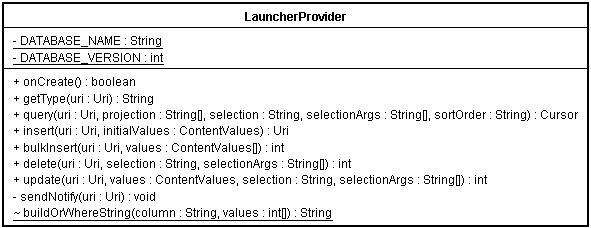 LauncherProvider
- DATABASE_NAME : String
- DATABASE_VERSION : int
+ onCreate() : boolean
+ getType(uri : Uri) : String
+ query(uri : Uri, projection : String[], selection : String, selectionArgs : String[], sortOrder : String) : Cursor
+ insert(uri : Uri, initialValues : ContentValues) : Uri
+ bulkInsert(uri : Uri, values : ContentValues[]) : int
+ delete(uri : Uri, selection : String, selectionArgs : String[]) : int
+ update(uri : Uri, values : ContentValues, selection : String, selectionArgs : String[]) : int
- sendNotify(uri : Uri) : void
~ buildOrWhereString(column : String, values : int[]) : String